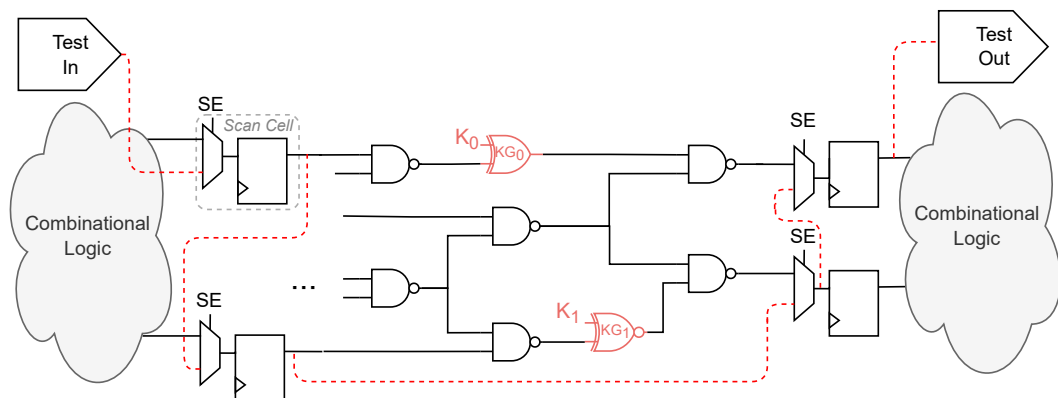 Test
In
Test
Out
SE
Scan Cell
K0
KG0
SE
Combinational
Logic
Combinational
Logic
SE
SE
...
K1
KG1